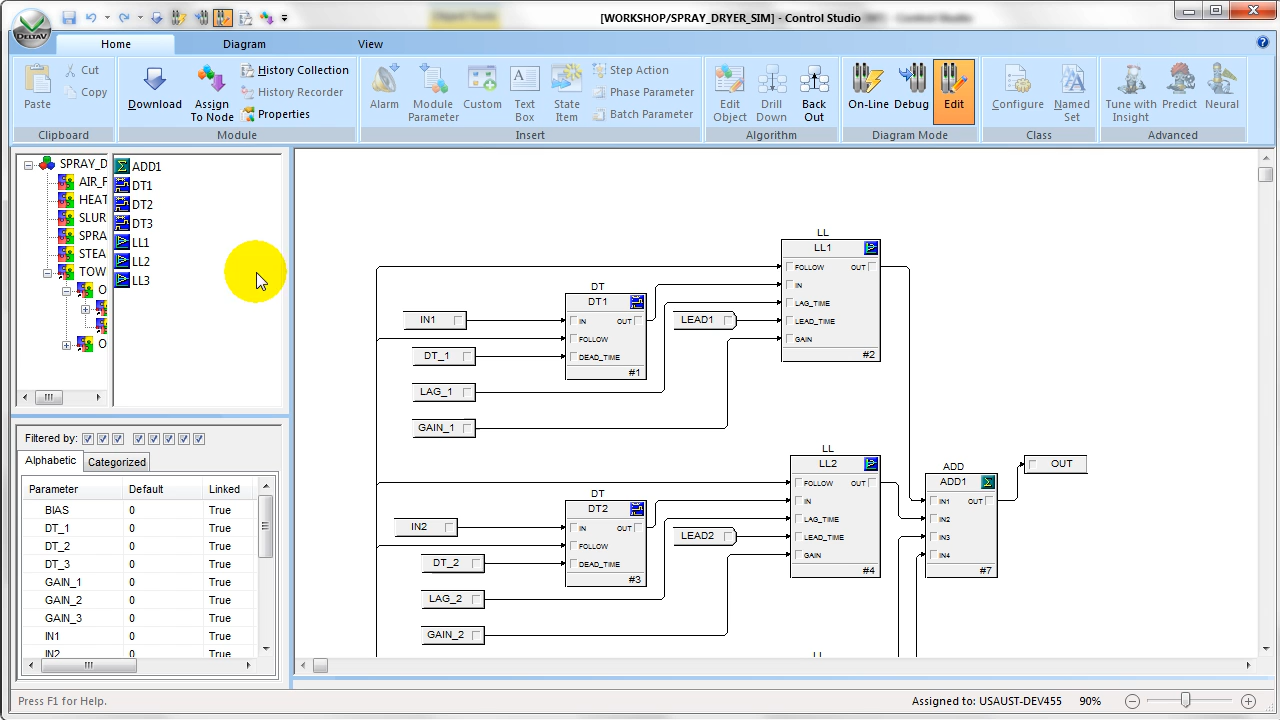 [WORKSHOP/SPRAY_DRYER_SIM] - Control Studio
DELTAV
Home Diagram View
Paste
Cut
Copy
Clipboard
Download
Assign To Node
History Collection
History Recorder
Properties
Module
Alarm
Module Parameter
Custom
Text Box
State Item
Step Action
Phase Parameter
Batch Parameter
Insert
Edit Object
Drill Down
Back Out
Algorithm
On-Line
Debug
Edit
Diagram Mode
Configure
Named Set
Class
Tune with Insight
Predict
Neural
Advanced
SPRAY_D
AIR_F
HEAT
SLUR
SPRA
STEA
TOW
O
O
ADD1
DT1
DT2
DT3
LL1
LL2
LL3
Filtered by:
Alphabetic Categorized
Parameter Default Linked
BIAS 0 True
DT_1 0 True
DT_2 0 True
DT_3 0 True
GAIN_1 0 True
GAIN_2 0 True
GAIN_3 0 True
IN1 0 True
IN2 0 True
LL
LL1
FOLLOW OUT
IN
LAG_TIME
LEAD_TIME
GAIN
#2
DT
DT1
IN OUT
FOLLOW
DEAD_TIME
#1
IN1
DT_1
LAG_1
GAIN_1
LEAD1
LL
LL2
FOLLOW OUT
IN
LAG_TIME
LEAD_TIME
GAIN
#4
DT
DT2
IN OUT
FOLLOW
DEAD_TIME
#3
IN2
DT_2
LAG_2
GAIN_2
LEAD2
ADD
ADD1
IN1 OUT
IN2
IN3
IN4
#7
OUT
LL
Press F1 for Help.
Assigned to: USAUST-DEV455 90%